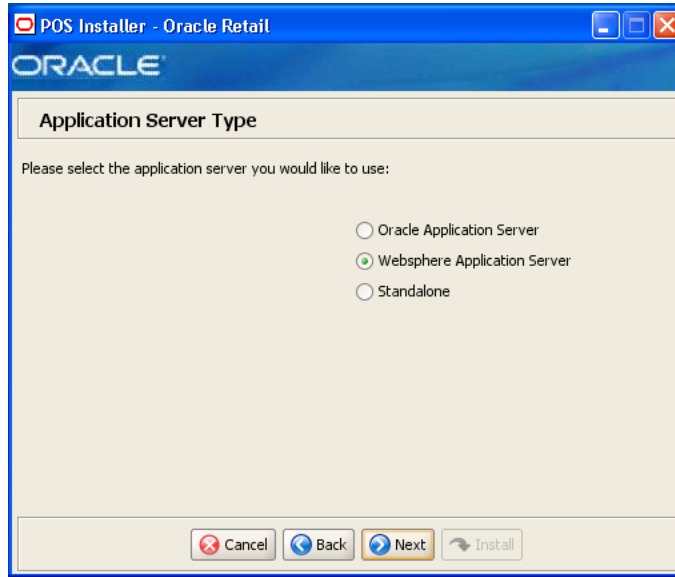 POS Installer - Oracle Retail
ORACLE
Application Server Type
Please select the application server you would like to use:
Oracle Application Server
Websphere Application Server
Standalone
Cancel Back Next Install